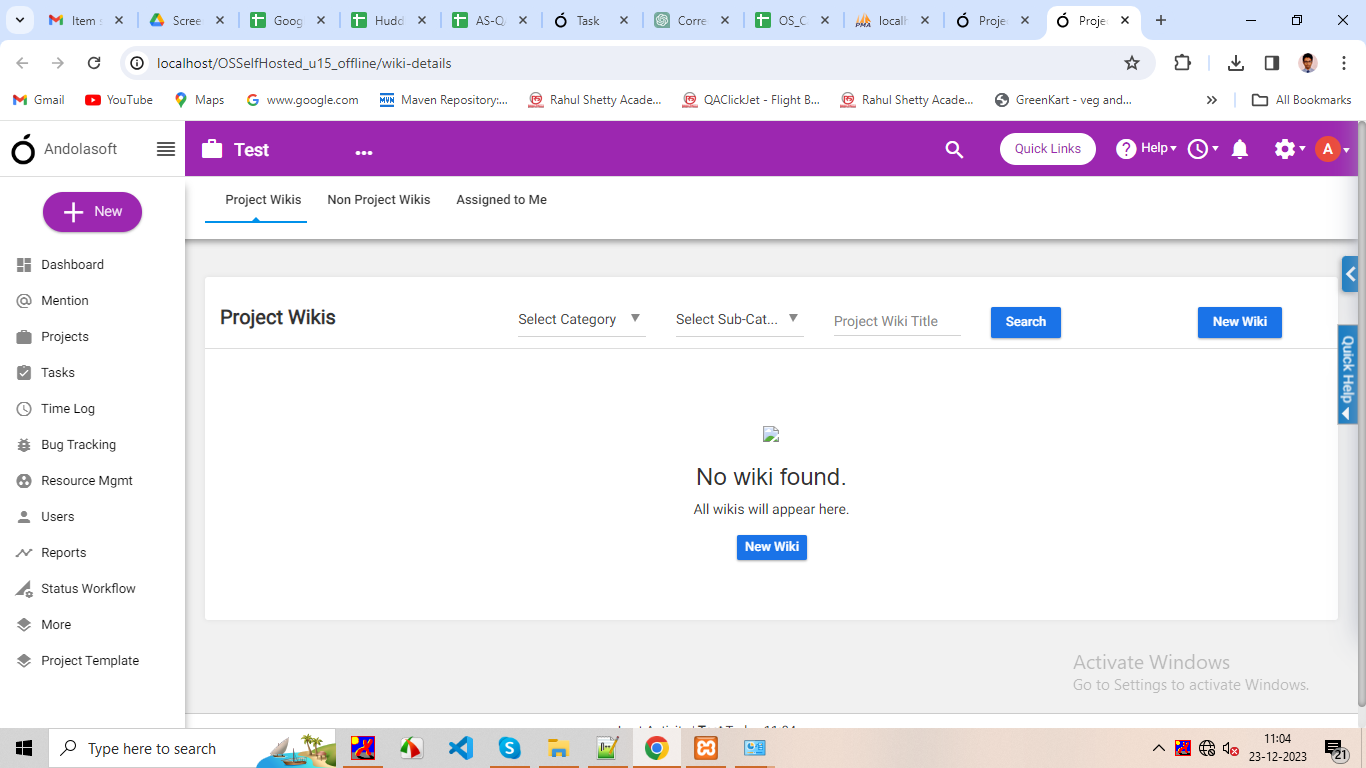 Item s
Scree
Goog
Hudd
AS-QA
Task
Corre
OS_C
localh
Proje
Proje
localhost/OSSelfHosted_u15_offline/wiki-details
Gmail
YouTube
Maps
www.google.com
Maven Repository:...
Rahul Shetty Acade...
QAClickJet - Flight B...
Rahul Shetty Acade...
GreenKart - veg and...
All Bookmarks
Andolasoft
Test
Quick Links
Help
A
New
Project Wikis
Non Project Wikis
Assigned to Me
Dashboard
Mention
Projects
Tasks
Time Log
Bug Tracking
Resource Mgmt
Users
Reports
Status Workflow
More
Project Template
Project Wikis
Select Category
Select Sub-Cat...
Project Wiki Title
Search
New Wiki
Quick Help
No wiki found.
All wikis will appear here.
New Wiki
Activate Windows
Go to Settings to activate Windows.
Type here to search
11:04
23-12-2023
21